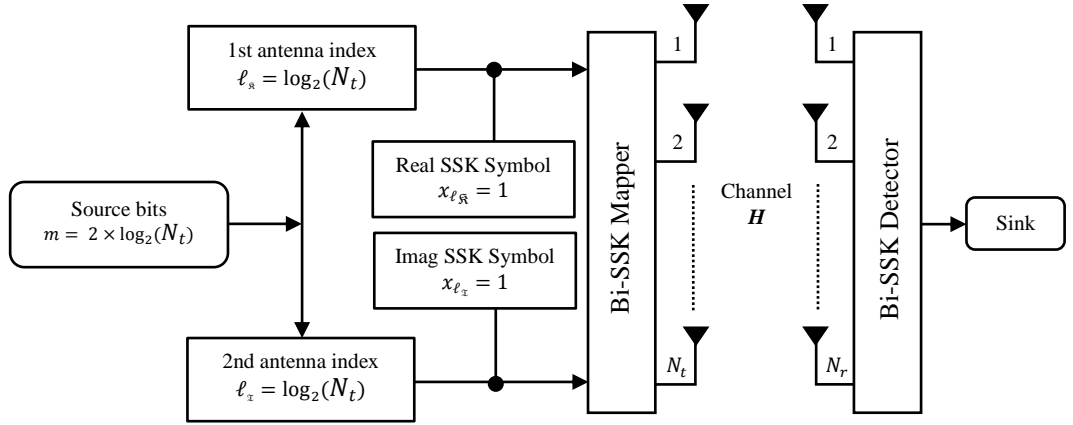 1st antenna index
ℓ_ℜ = log₂(N_t)
Real SSK Symbol
x_{ℓ_ℜ} = 1
Source bits
m = 2 × log₂(N_t)
Imag SSK Symbol
x_{ℓ_ℑ} = 1
2nd antenna index
ℓ_ℑ = log₂(N_t)
Bi-SSK Mapper
1
2
N_t
Channel
H
1
2
N_r
Bi-SSK Detector
Sink